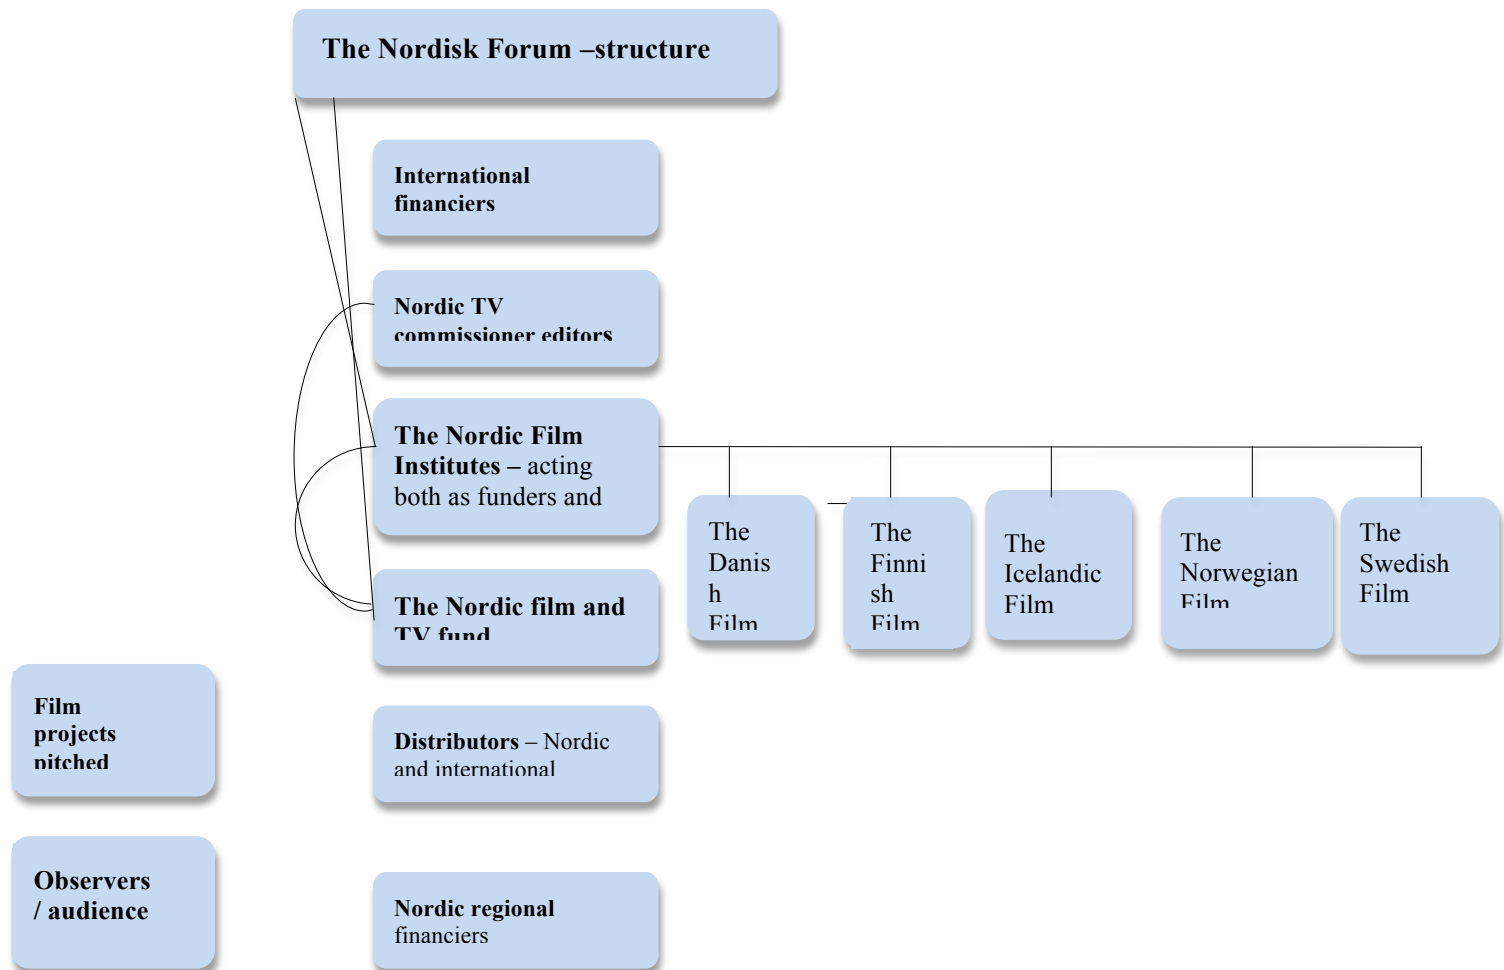 The Nordisk Forum –structure
International
financiers
Nordic TV
commissioner editors
The Nordic Film
Institutes – acting
both as funders and
The Nordic film and
TV fund
Distributors – Nordic
and international
Nordic regional
financiers
The
Danis
h
Film
The
Finni
sh
Film
The
Icelandic
Film
The
Norwegian
Film
The
Swedish
Film
Film
projects
pitched
Observers
/ audience